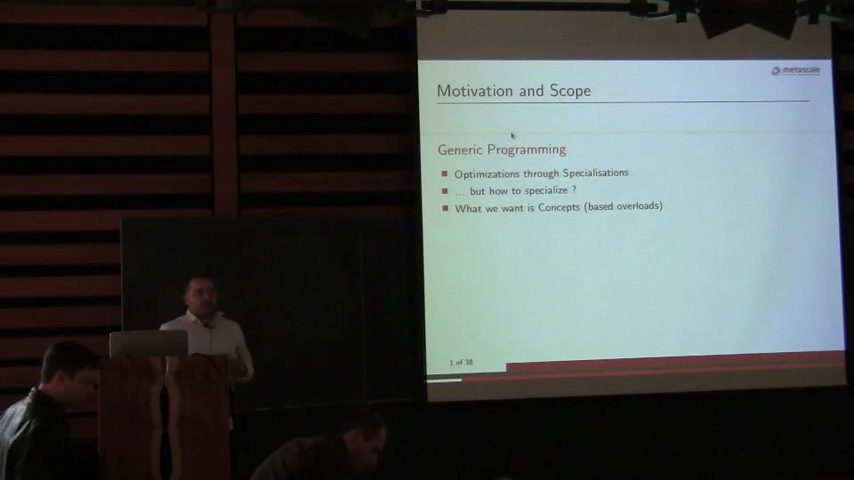 metascale
Motivation and Scope
Generic Programming
Optimizations through Specialisations
... but how to specialize ?
What we want is Concepts (based overloads)
1 of 38